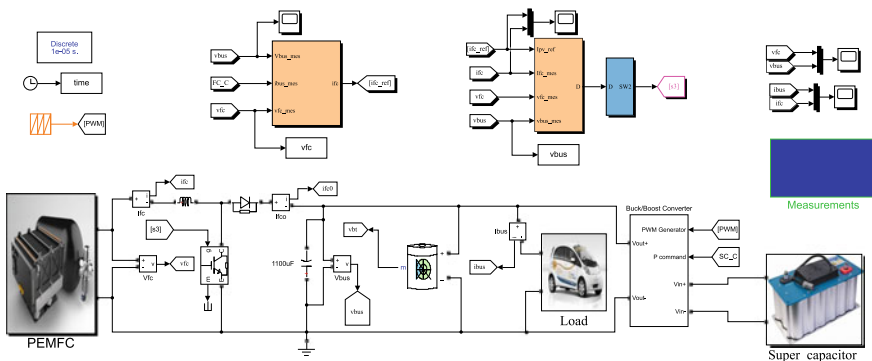 Discrete
1e-05 s.
time
[PWM]
vbus
FC_C
vfc
Vbus_mes
ibus_mes
vfc_mes
ifc
[ifc_ref]
vfc
[ifc_ref]
ifc
vfc
vbus
Ipv_ref
Ifc_mes
vfc_mes
vbus_mes
D
D
SW2
[s3]
vbus
vfc
vbus
ibus
ifc
Measurements
PEMFC
+
-
i
Ifc
ifc
[s3]
g
C
m
E
+
-
v
Vfc
vfc
+
-
i
Ifco
ifc0
1100uF
+
-
v
Vbus
vbus
vbt
m
+
-
Ibus
+
-
i
ibus
Load
Buck/Boost Converter
PWM Generator
Vout+
P command
Vin+
Vout-
Vin-
[PWM]
SC_C
Super capacitor